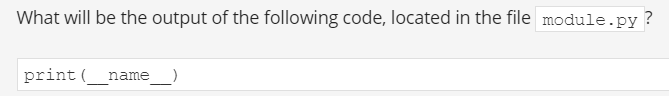 What will be the output of the following code, located in the file module.py?
print(__name__)